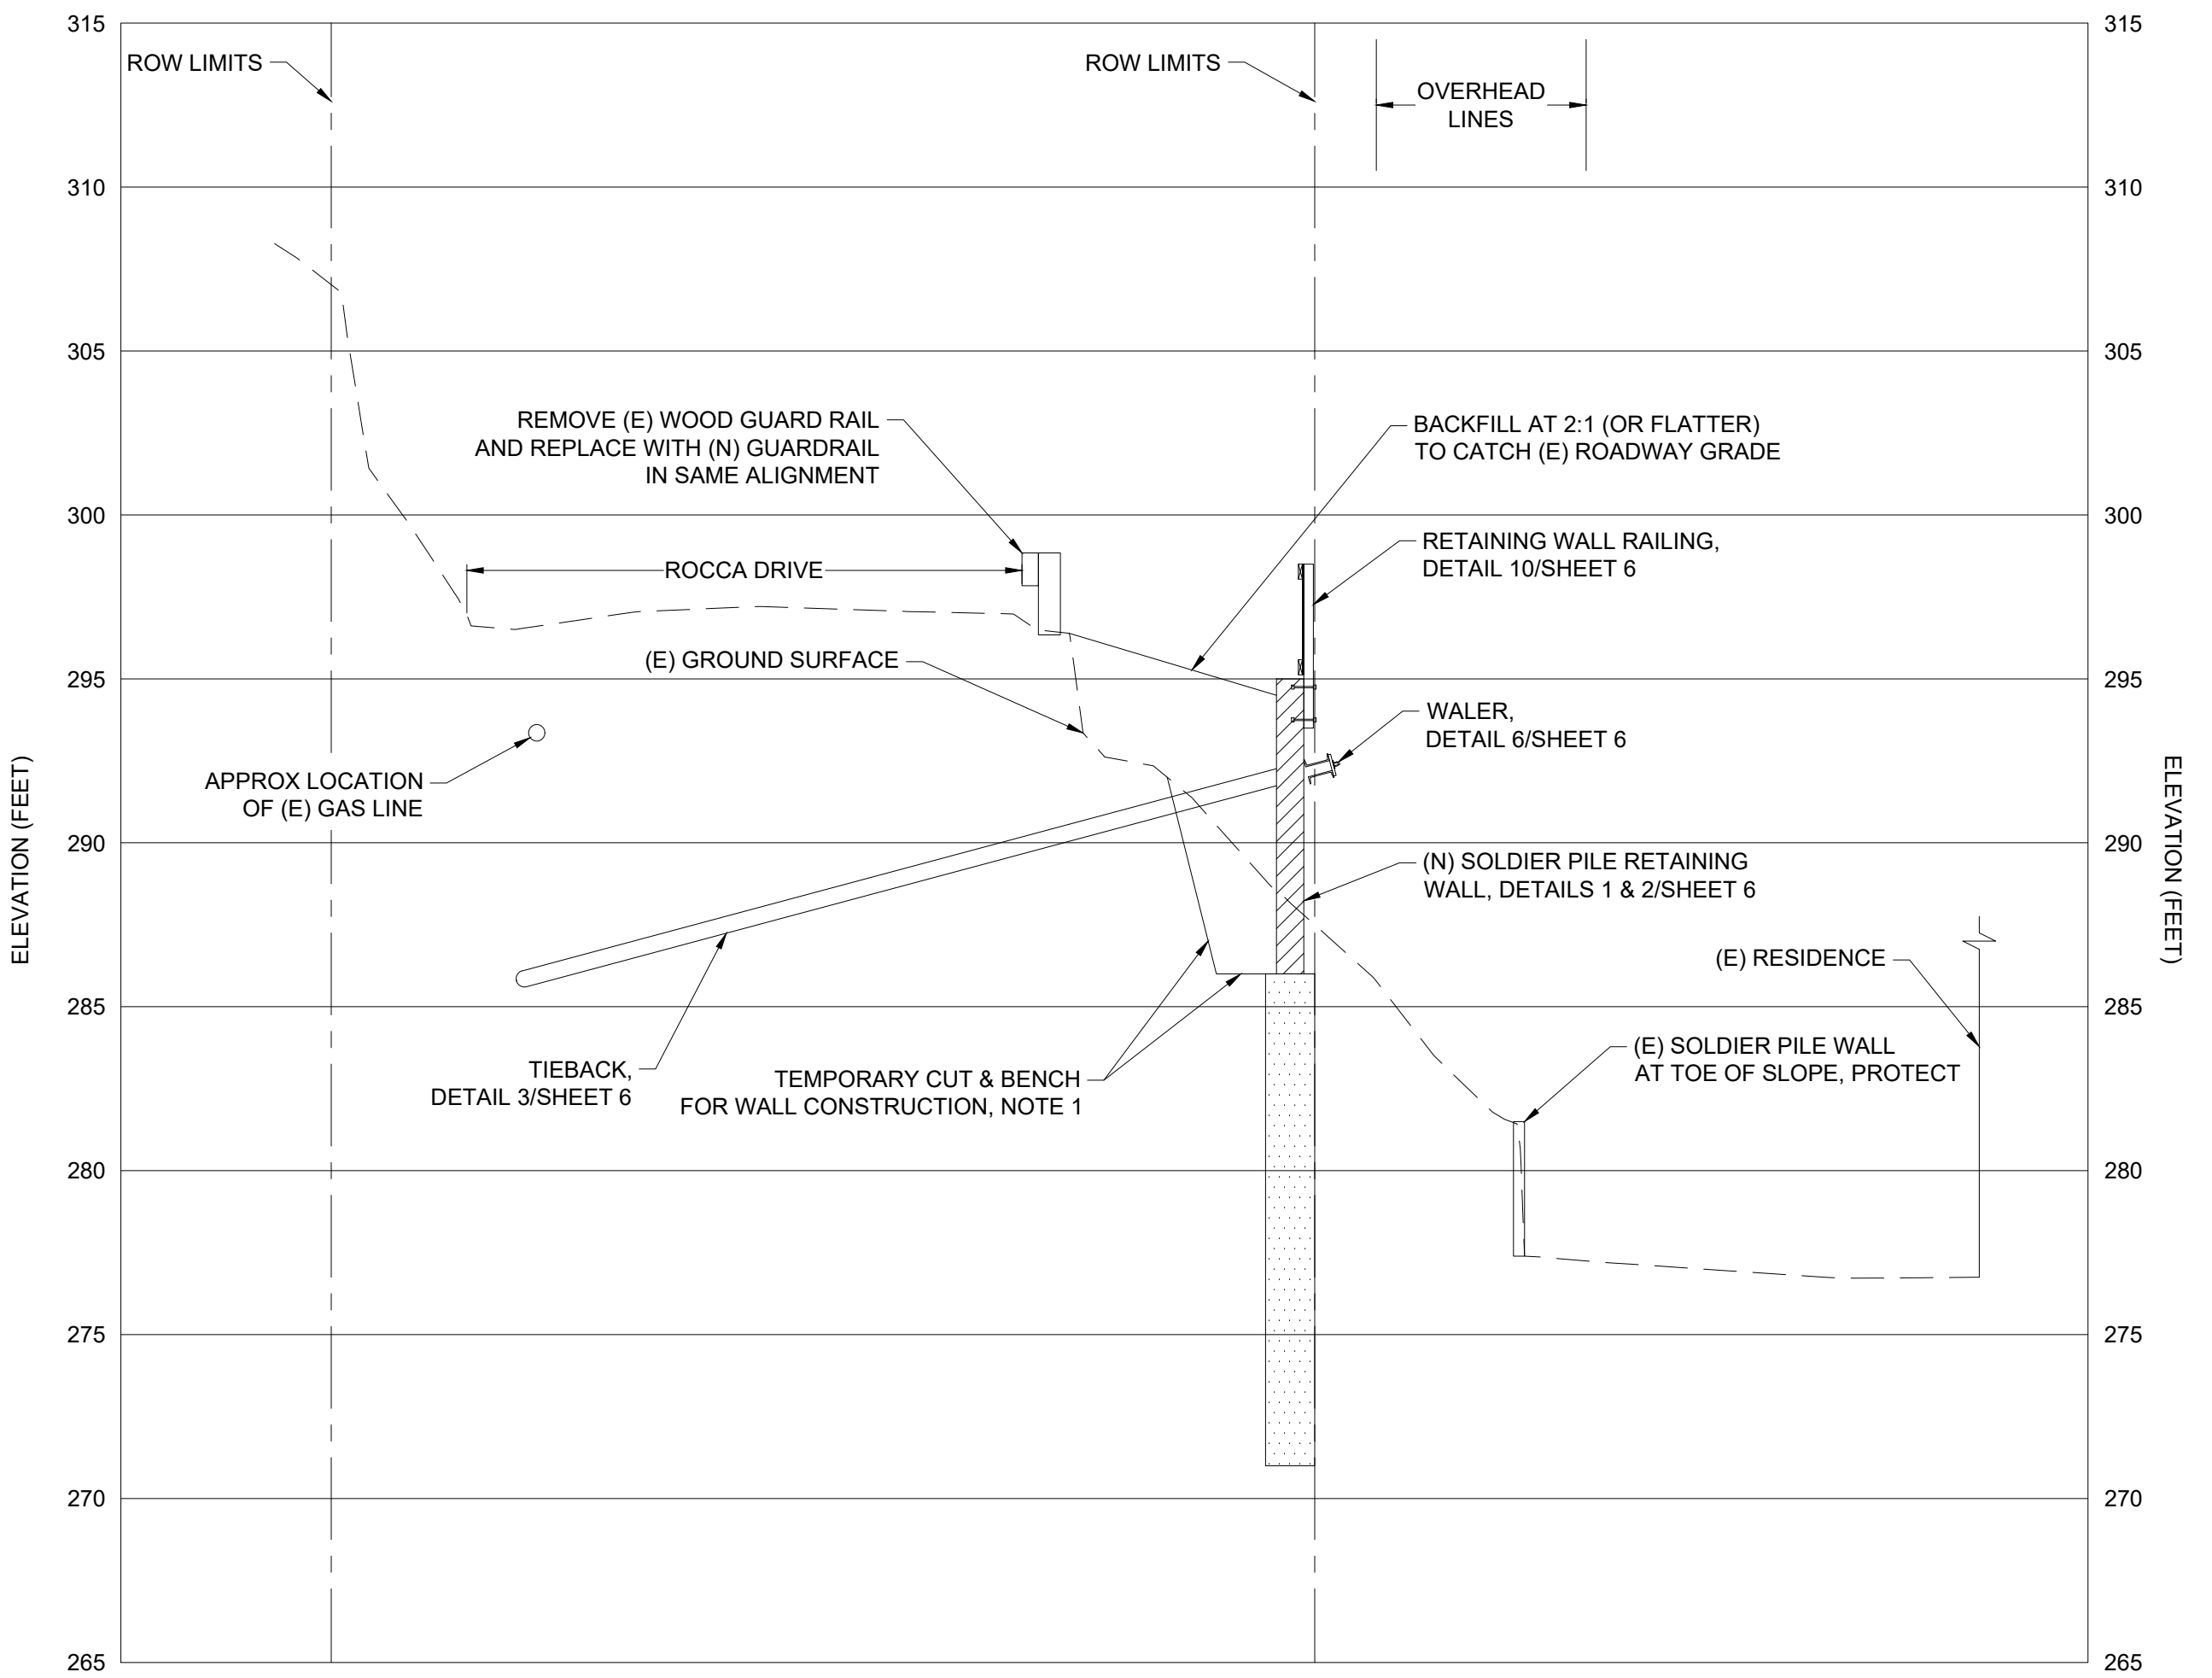 315
315
ROW LIMITS
ROW LIMITS
OVERHEAD
LINES
310
310
305
305
REMOVE (E) WOOD GUARD RAIL
AND REPLACE WITH (N) GUARDRAIL
IN SAME ALIGNMENT
BACKFILL AT 2:1 (OR FLATTER)
TO CATCH (E) ROADWAY GRADE
300
300
RETAINING WALL RAILING,
DETAIL 10/SHEET 6
ROCCA DRIVE
(E) GROUND SURFACE
295
295
WALER,
DETAIL 6/SHEET 6
APPROX LOCATION
OF (E) GAS LINE
ELEVATION (FEET)
ELEVATION (FEET)
290
290
(N) SOLDIER PILE RETAINING
WALL, DETAILS 1 & 2/SHEET 6
(E) RESIDENCE
285
285
(E) SOLDIER PILE WALL
AT TOE OF SLOPE, PROTECT
TIEBACK,
DETAIL 3/SHEET 6
TEMPORARY CUT & BENCH
FOR WALL CONSTRUCTION, NOTE 1
280
280
275
275
270
270
265
265